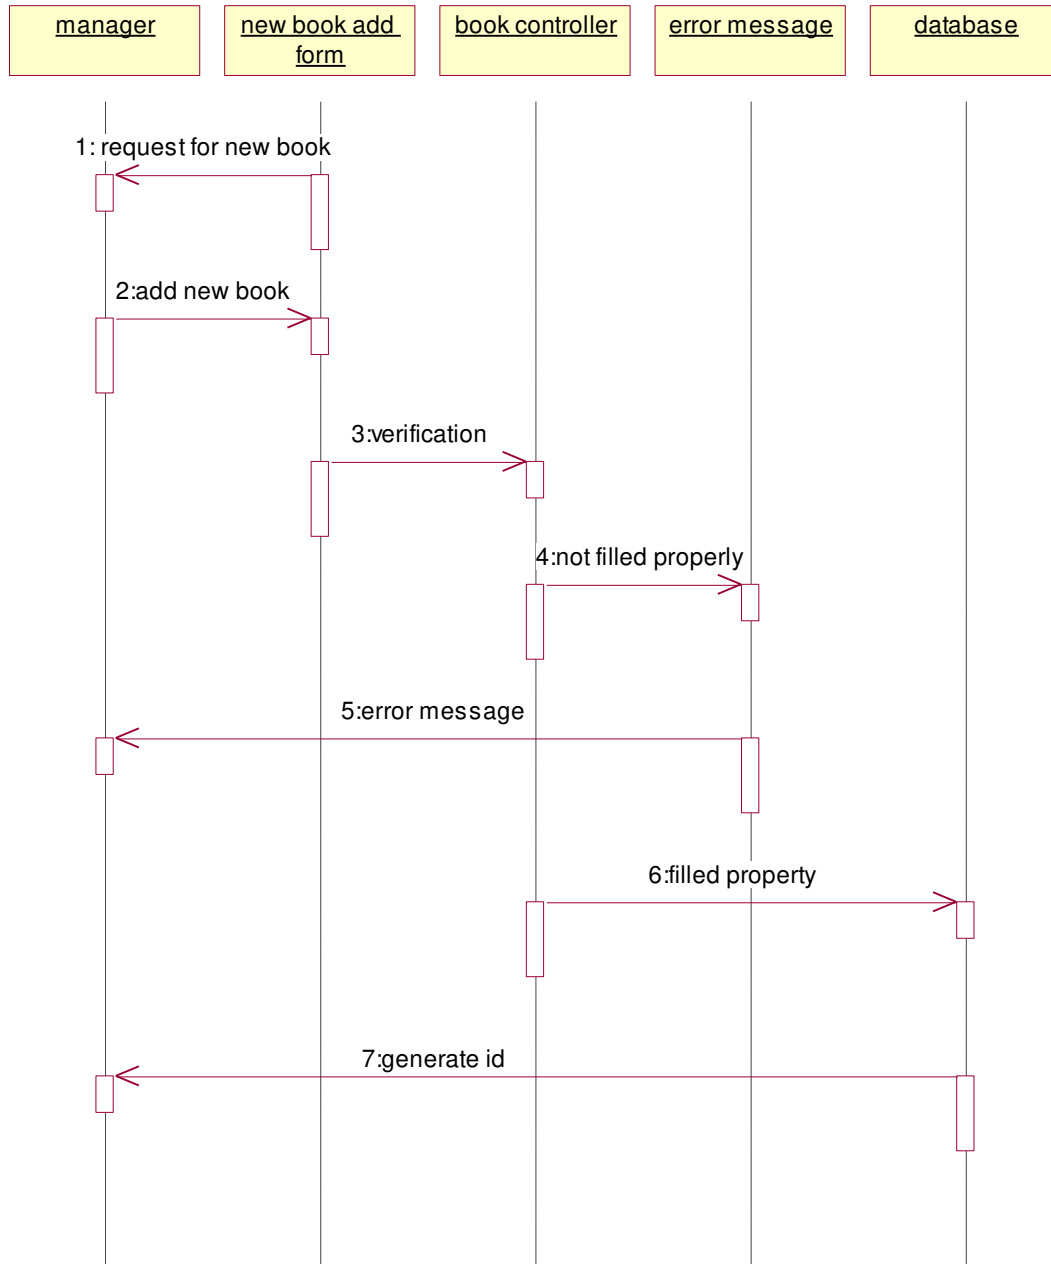 manager
new book add
form
book controller
error message
database
1: request for new book
2:add new book
3:verification
4:not filled properly
5:error message
6:filled property
7:generate id